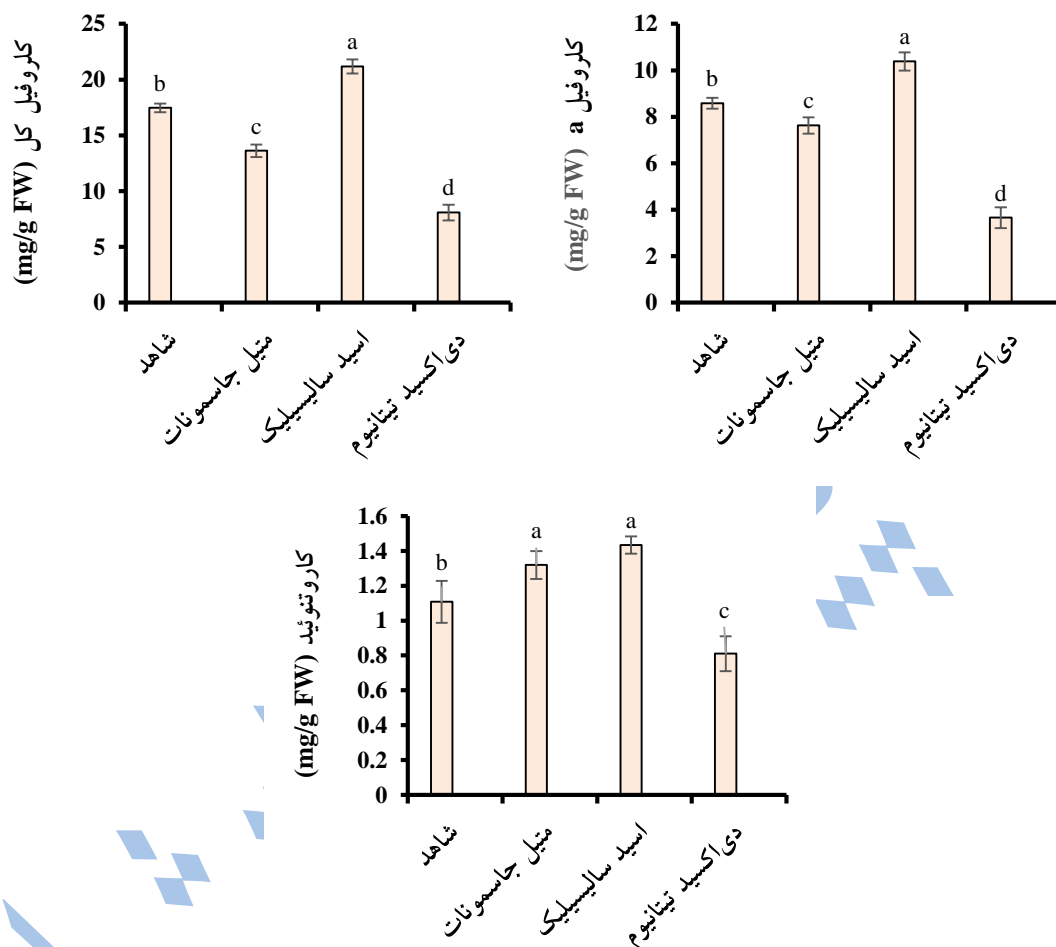 کلروفیل کل (mg/g FW)
25
20
15
10
5
0
b
c
a
d
شاهد
متیل جاسمونات
اسید سالیسیلیک
دی‌اکسید تیتانیوم
کلروفیل a (mg/g FW)
12
10
8
6
4
2
0
b
c
a
d
شاهد
متیل جاسمونات
اسید سالیسیلیک
دی‌اکسید تیتانیوم
کاروتنوئید (mg/g FW)
1.6
1.4
1.2
1
0.8
0.6
0.4
0.2
0
b
a
a
c
شاهد
متیل جاسمونات
اسید سالیسیلیک
دی‌اکسید تیتانیوم